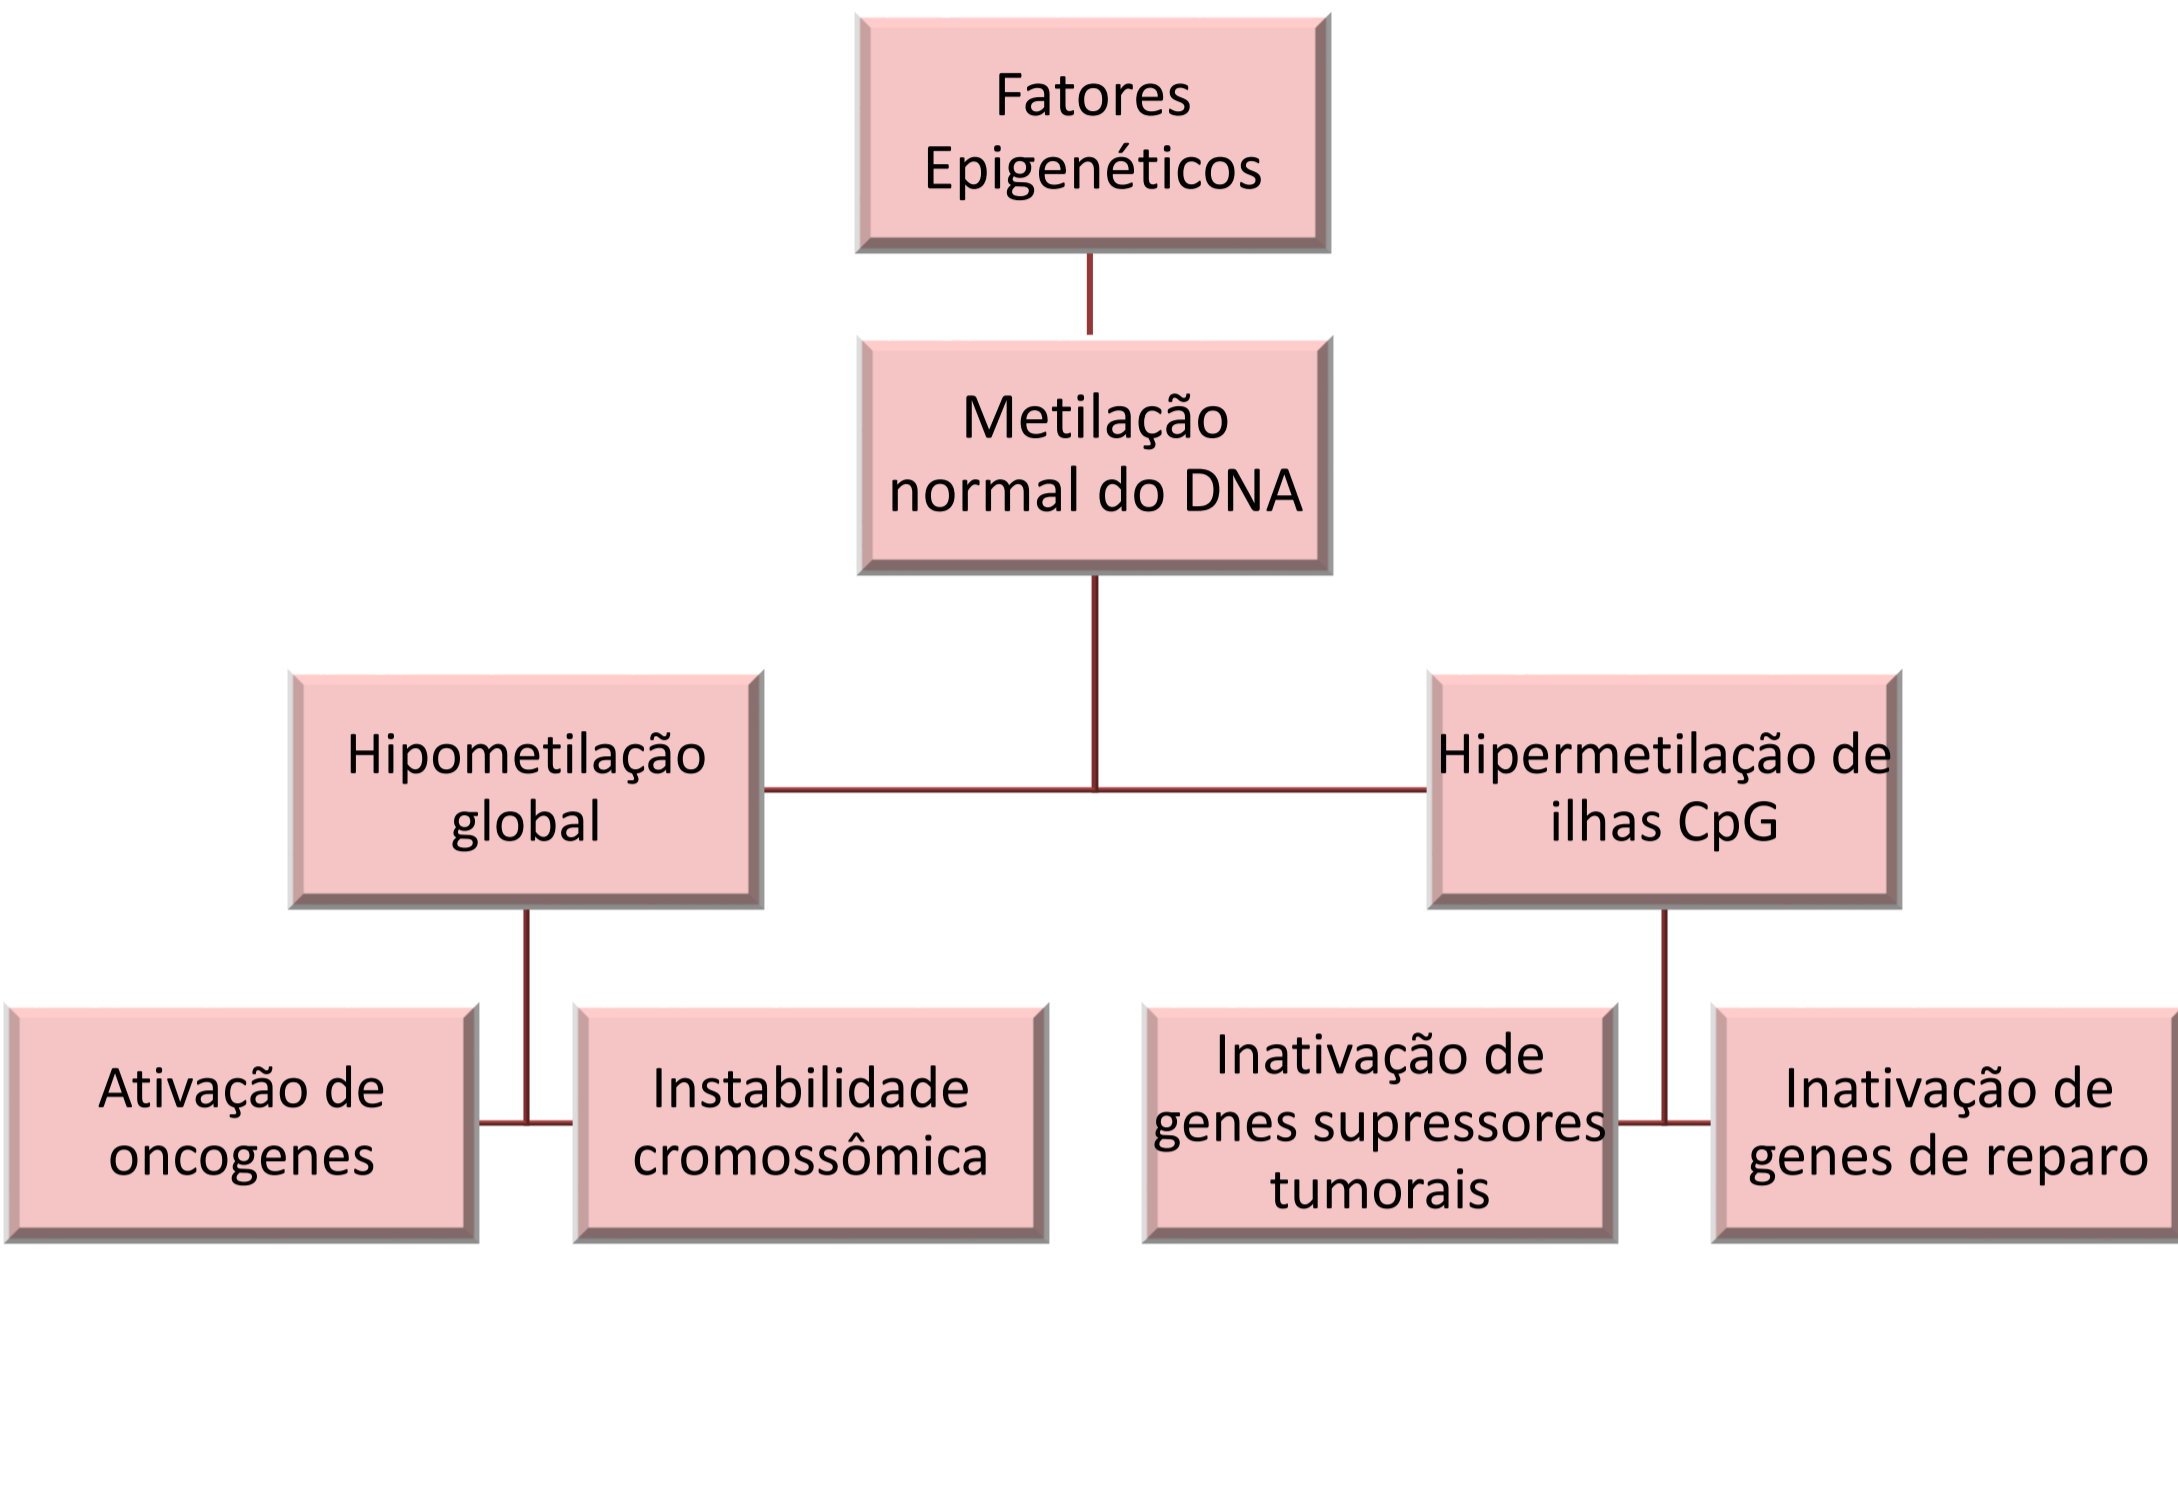 Fatores
Epigenéticos
Metilação
normal do DNA
Hipometilação
global
Hipermetilação de
ilhas CpG
Ativação de
oncogenes
Instabilidade
cromossômica
Inativação de
genes supressores
tumorais
Inativação de
genes de reparo